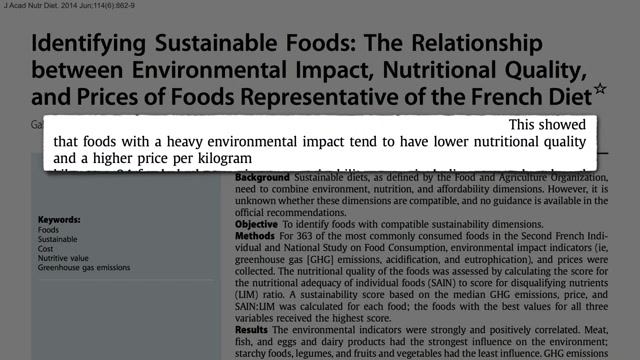 J Acad Nutr Diet. 2014 Jun;114(6):862-9
Identifying Sustainable Foods: The Relationship
between Environmental Impact, Nutritional Quality,
and Prices of Foods Representative of the French Diet☆
This showed
that foods with a heavy environmental impact tend to have lower nutritional quality
and a higher price per kilogram
Background Sustainable diets, as defined by the Food and Agriculture Organization,
need to combine environment, nutrition, and affordability dimensions. However, it is
unknown whether these dimensions are compatible, and no guidance is available in the
official recommendations.
Objective To identify foods with compatible sustainability dimensions.
Methods For 363 of the most commonly consumed foods in the Second French Indi-
vidual and National Study on Food Consumption, environmental impact indicators (ie,
greenhouse gas [GHG] emissions, acidification, and eutrophication), and prices were
collected. The nutritional quality of the foods was assessed by calculating the score for
the nutritional adequacy of individual foods (SAIN) to score for disqualifying nutrients
(LIM) ratio. A sustainability score based on the median GHG emissions, price, and
SAIN:LIM was calculated for each food; the foods with the best values for all three
variables received the highest score.
Results The environmental indicators were strongly and positively correlated. Meat,
fish, and eggs and dairy products had the strongest influence on the environment;
starchy foods, legumes, and fruits and vegetables had the least influence. GHG emissions
Keywords:
Foods
Sustainable
Cost
Nutritive value
Greenhouse gas emissions